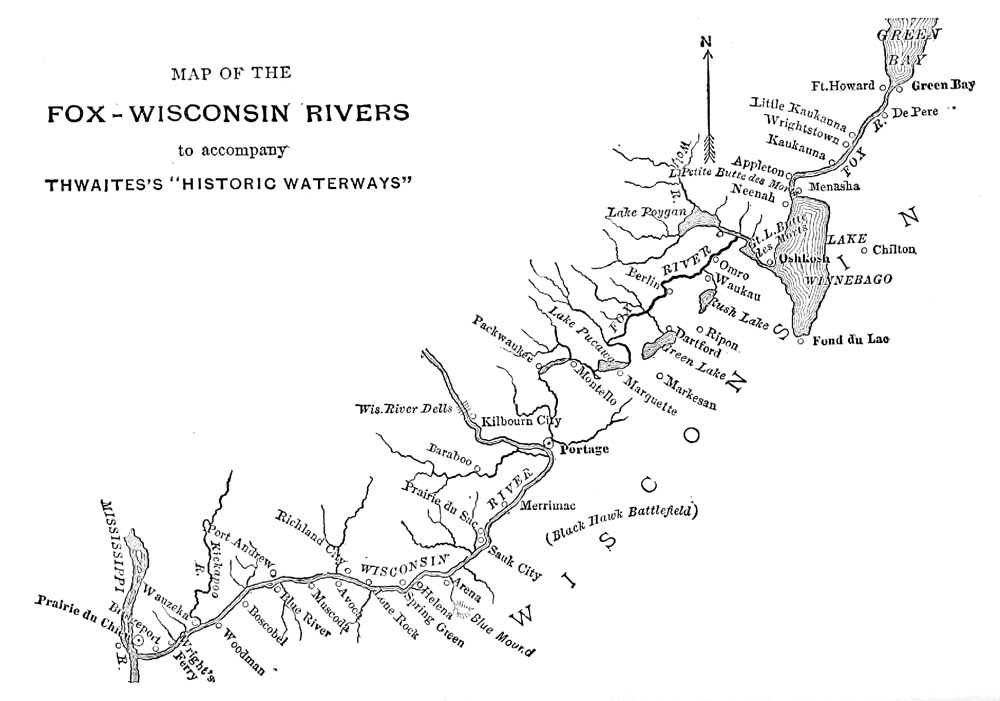 MAP OF THE
FOX-WISCONSIN RIVERS
to accompany
THWAITES'S "HISTORIC WATERWAYS"
N
GREEN
BAY
Ft. Howard
Green Bay
Little Kaukauna
De Pere
Wrightstown
FOX R.
Kaukauna
Appleton
WOLF R.
L. Petite Butte des Morts
Menasha
Neenah
Lake Poygan
Gt. L. Butte
des Morts
LAKE
WINNEBAGO
Chilton
Oshkosh
Omro
Waukau
Berlin
FOX RIVER
Rush Lake
Fond du Lac
Ripon
Dartford
Green Lake
Lake Pucawa
Packwaukee
Montello
Marquette
Markesan
WISCONSIN
Wis. River Dells
Kilbourn City
Portage
Baraboo
WISCONSIN RIVER
Merrimac
Prairie du Sac
(Black Hawk Battlefield)
Sauk City
MISSISSIPPI
R.
Richland City
Port Andrew
Kickapoo
R.
Arena
Blue Mound
Helena
Spring Green
Lone Rock
Avoca
Muscoda
Blue River
Boscobel
Wauzeka
Prairie du Chien
Bridgeport
Woodman
Wright's
Ferry